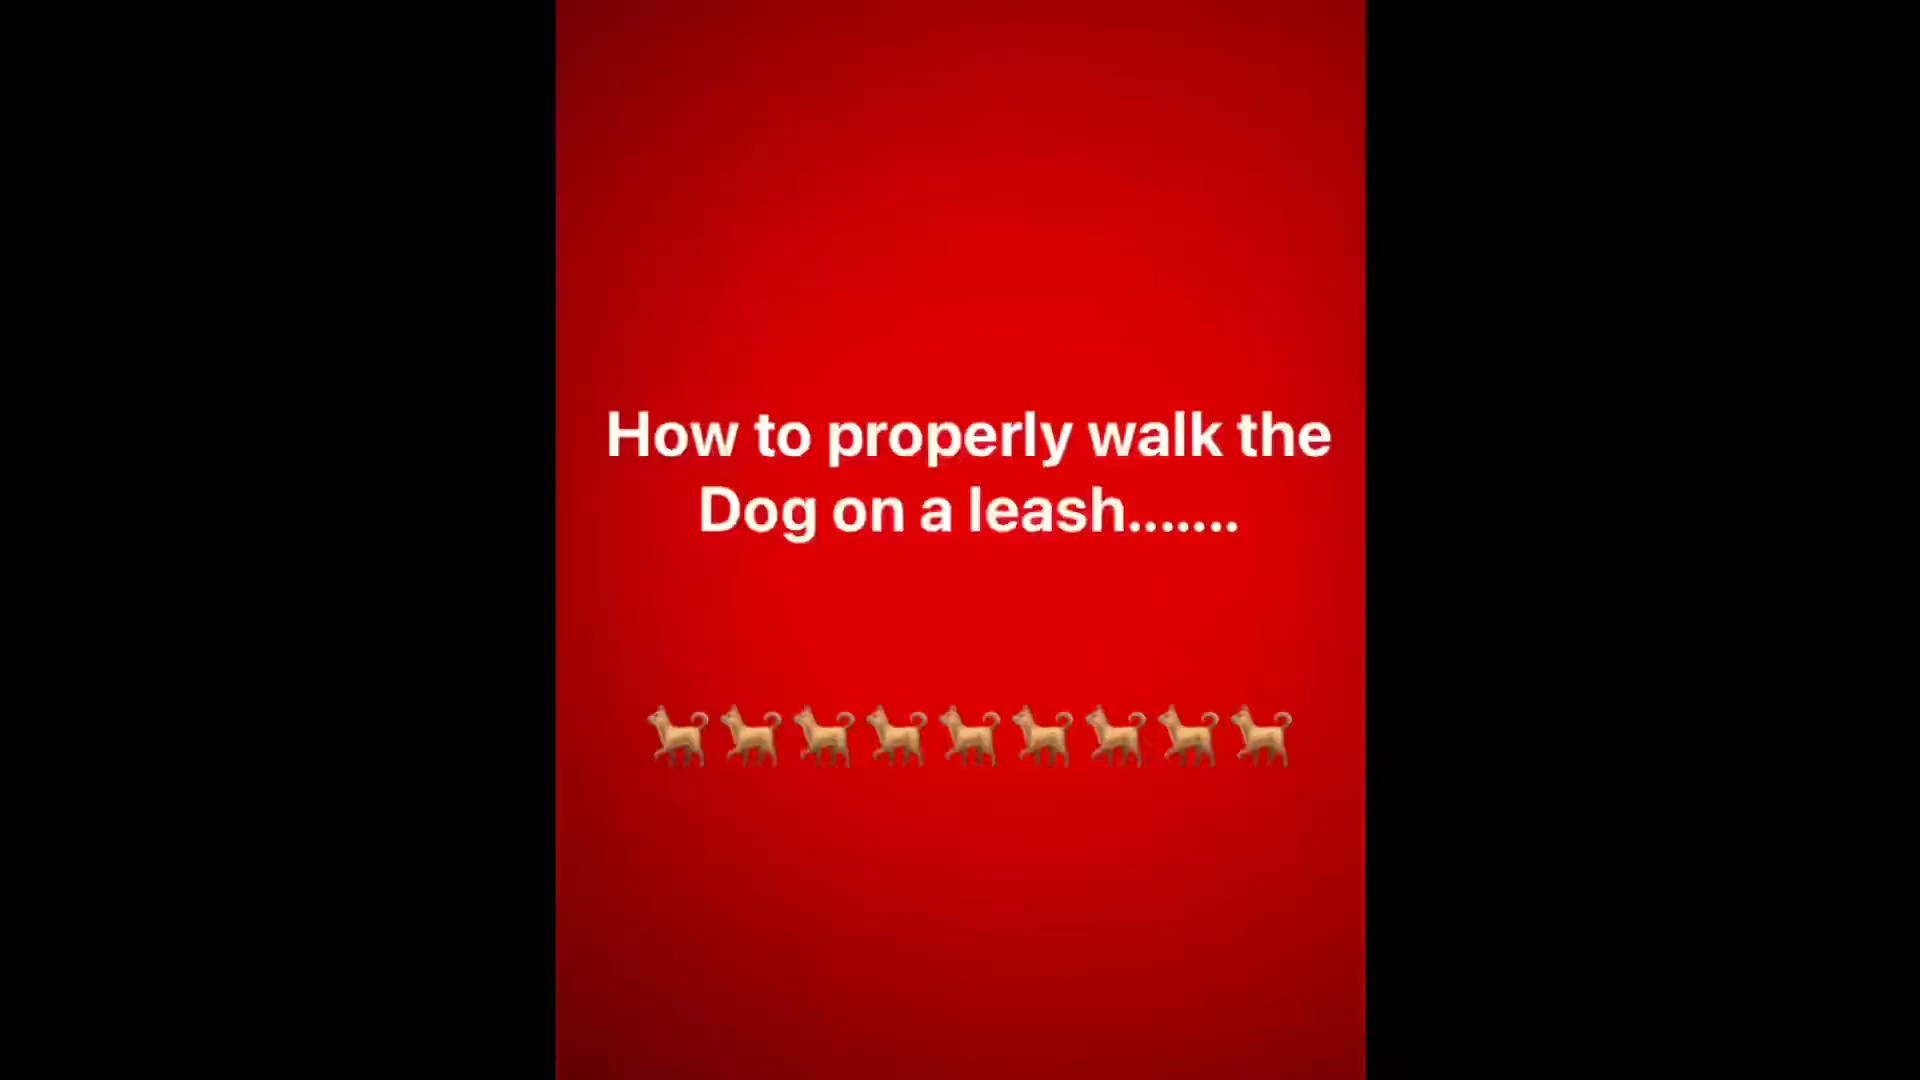 How to properly walk the
Dog on a leash.......
🐕🐕🐕🐕🐕🐕🐕🐕🐕